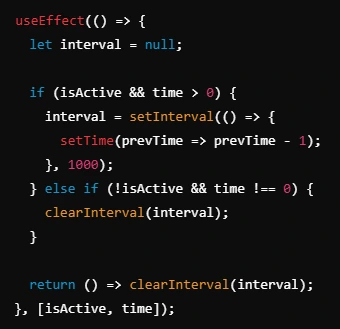 useEffect(() => {
  let interval = null;

  if (isActive && time > 0) {
    interval = setInterval(() => {
      setTime(prevTime => prevTime - 1);
    }, 1000);
  } else if (!isActive && time !== 0) {
    clearInterval(interval);
  }

  return () => clearInterval(interval);
}, [isActive, time]);